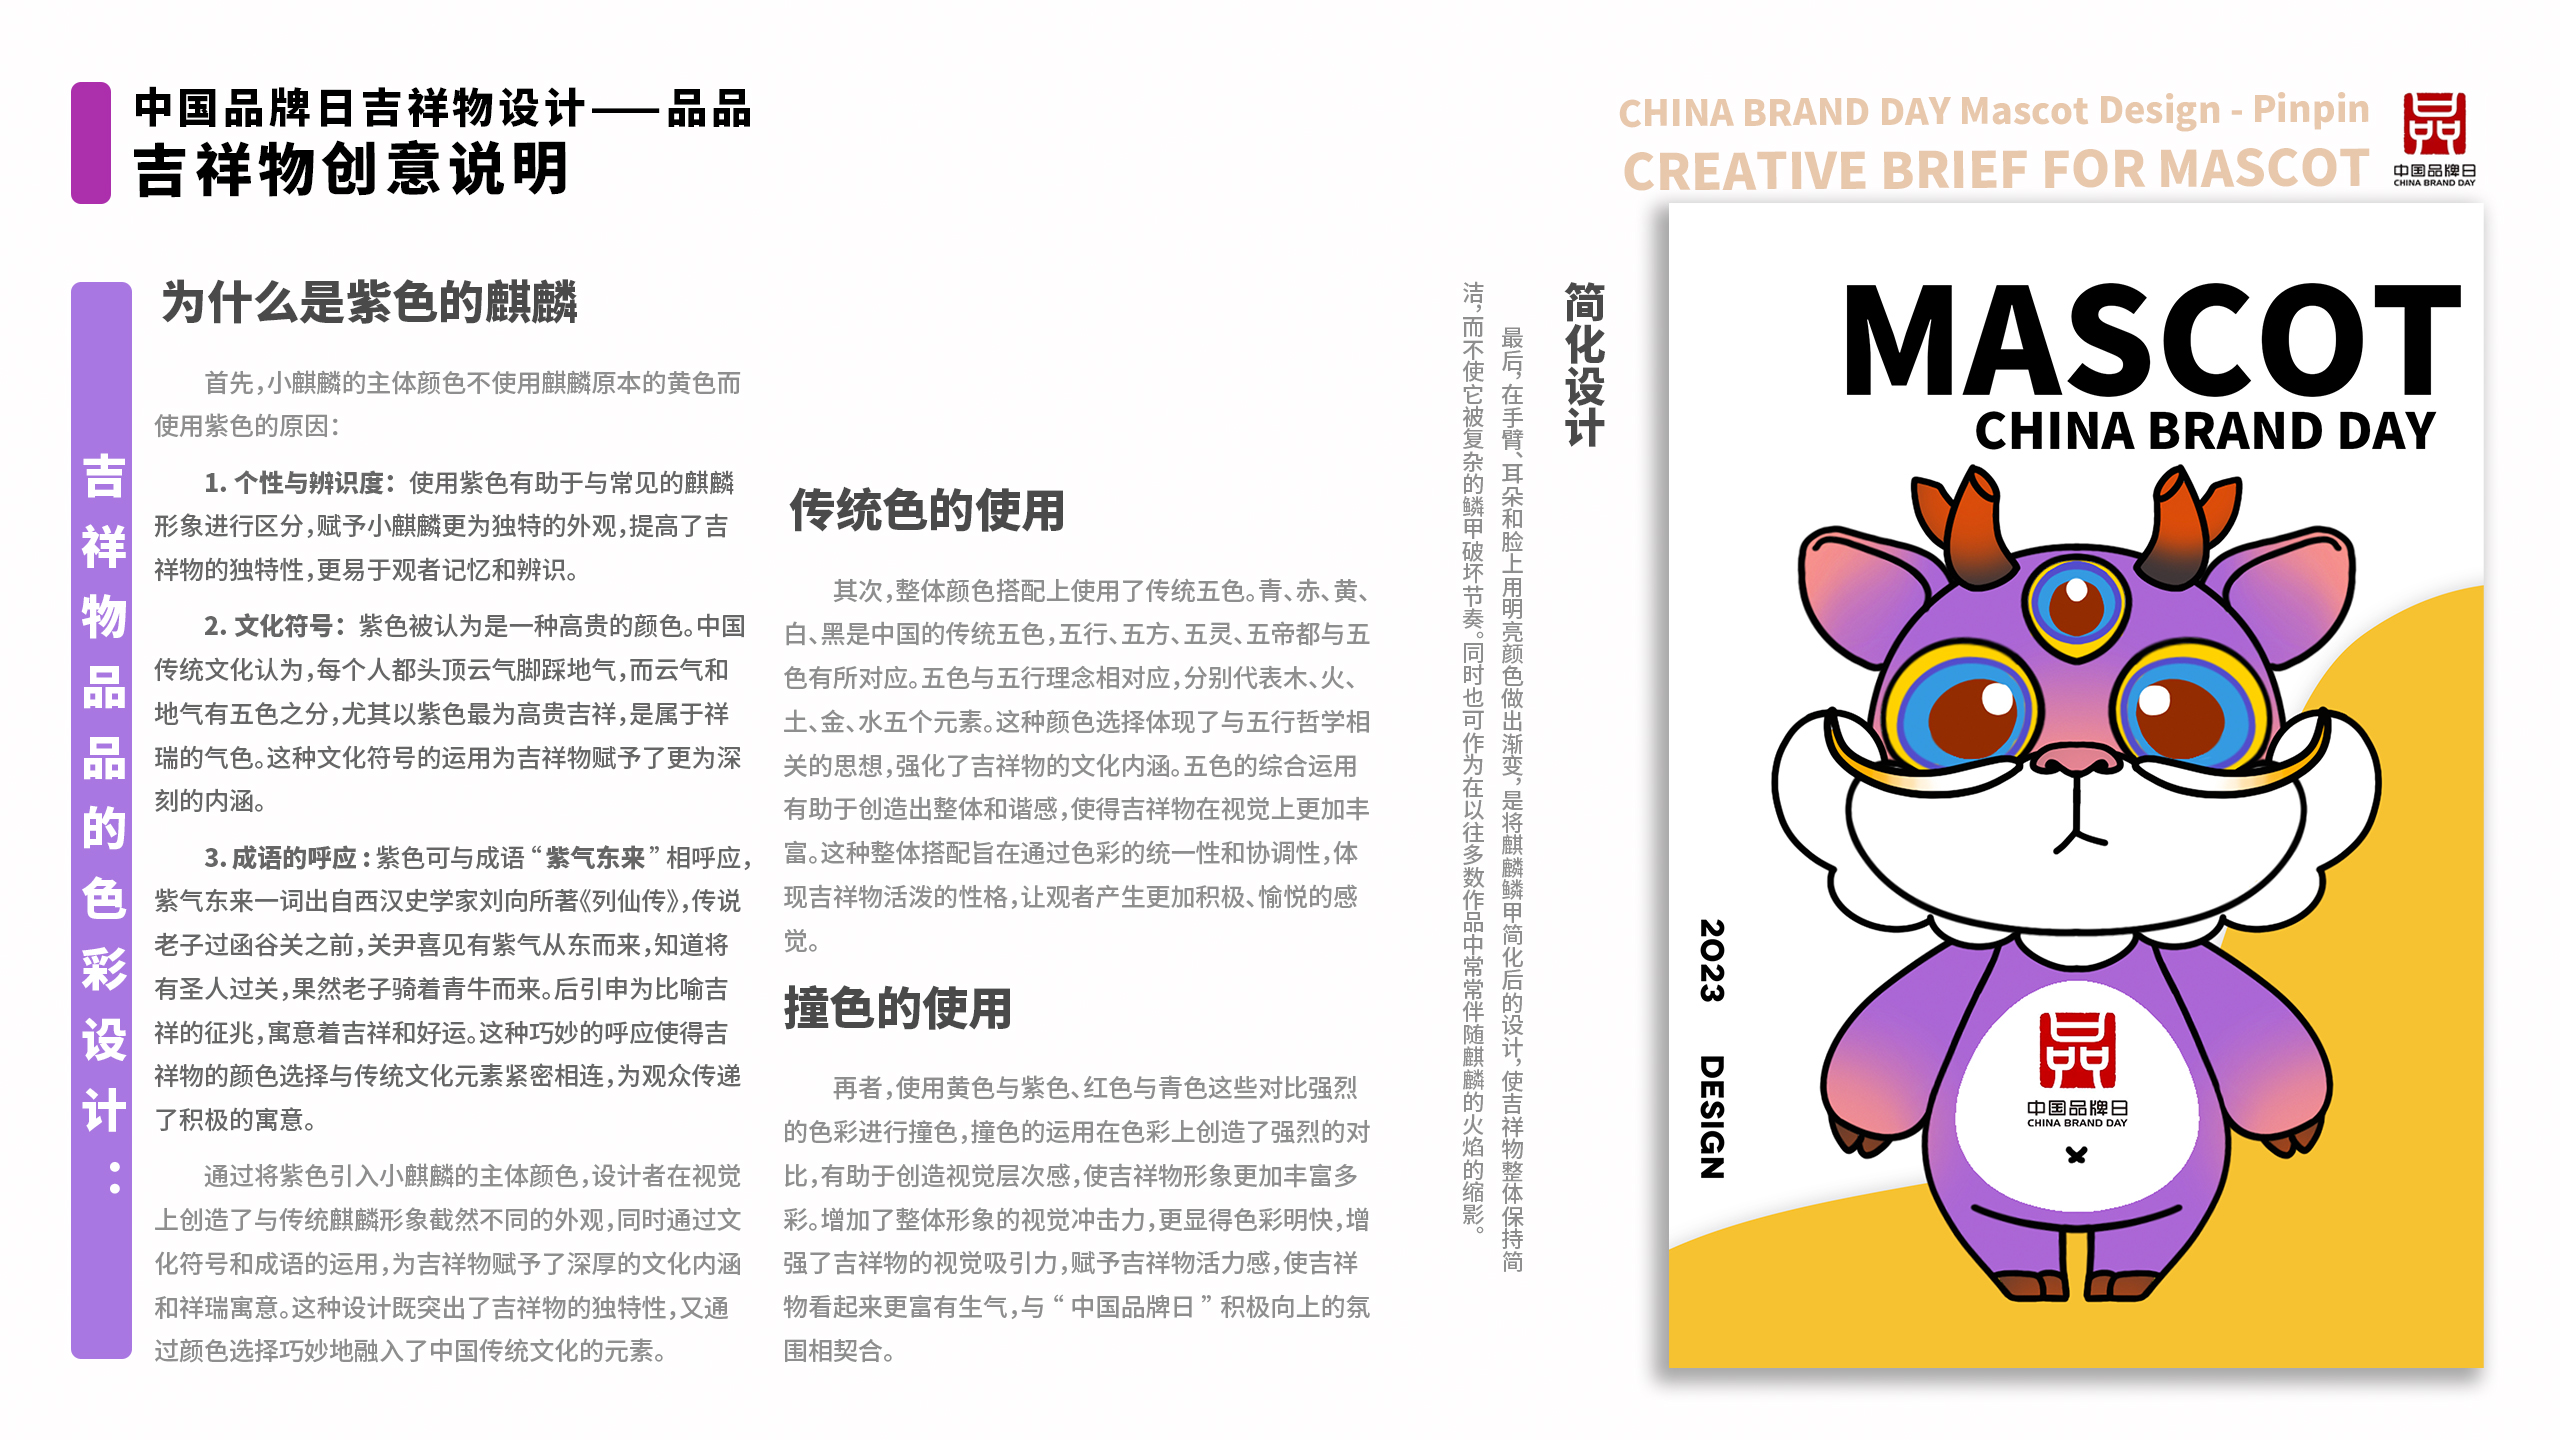 中国品牌日吉祥物设计——品品
吉祥物创意说明
CHINA BRAND DAY Mascot Design - Pinpin
CREATIVE BRIEF FOR MASCOT
中国品牌日
CHINA BRAND DAY
吉祥物品品的色彩设计：
为什么是紫色的麒麟
首先，小麒麟的主体颜色不使用麒麟原本的黄色而
使用紫色的原因：
1. 个性与辨识度：使用紫色有助于与常见的麒麟
形象进行区分，赋予小麒麟更为独特的外观，提高了吉
祥物的独特性，更易于观者记忆和辨识。
2. 文化符号：紫色被认为是一种高贵的颜色。中国
传统文化认为，每个人都头顶云气脚踩地气，而云气和
地气有五色之分，尤其以紫色最为高贵吉祥，是属于祥
瑞的气色。这种文化符号的运用为吉祥物赋予了更为深
刻的内涵。
3. 成语的呼应：紫色可与成语“紫气东来”相呼应，
紫气东来一词出自西汉史学家刘向所著《列仙传》，传说
老子过函谷关之前，关尹喜见有紫气从东而来，知道将
有圣人过关，果然老子骑着青牛而来。后引申为比喻吉
祥的征兆，寓意着吉祥和好运。这种巧妙的呼应使得吉
祥物的颜色选择与传统文化元素紧密相连，为观众传递
了积极的寓意。
通过将紫色引入小麒麟的主体颜色，设计者在视觉
上创造了与传统麒麟形象截然不同的外观，同时通过文
化符号和成语的运用，为吉祥物赋予了深厚的文化内涵
和祥瑞寓意。这种设计既突出了吉祥物的独特性，又通
过颜色选择巧妙地融入了中国传统文化的元素。
传统色的使用
其次，整体颜色搭配上使用了传统五色。青、赤、黄、
白、黑是中国的传统五色，五行、五方、五灵、五帝都与五
色有所对应。五色与五行理念相对应，分别代表木、火、
土、金、水五个元素。这种颜色选择体现了与五行哲学相
关的思想，强化了吉祥物的文化内涵。五色的综合运用
有助于创造出整体和谐感，使得吉祥物在视觉上更加丰
富。这种整体搭配旨在通过色彩的统一性和协调性，体
现吉祥物活泼的性格，让观者产生更加积极、愉悦的感
觉。
撞色的使用
再者，使用黄色与紫色、红色与青色这些对比强烈
的色彩进行撞色，撞色的运用在色彩上创造了强烈的对
比，有助于创造视觉层次感，使吉祥物形象更加丰富多
彩。增加了整体形象的视觉冲击力，更显得色彩明快，增
强了吉祥物的视觉吸引力，赋予吉祥物活力感，使吉祥
物看起来更富有生气，与“中国品牌日”积极向上的氛
围相契合。
简化设计
最后，在手臂、耳朵和脸上用明亮颜色做出渐变，是将麒麟鳞甲简化后的设计，使吉祥物整体保持简
洁，而不使它被复杂的鳞甲破坏节奏。同时也可作为在以往多数作品中常常伴随麒麟的火焰的缩影。
MASCOT
CHINA BRAND DAY
2023 DESIGN
中国品牌日
CHINA BRAND DAY